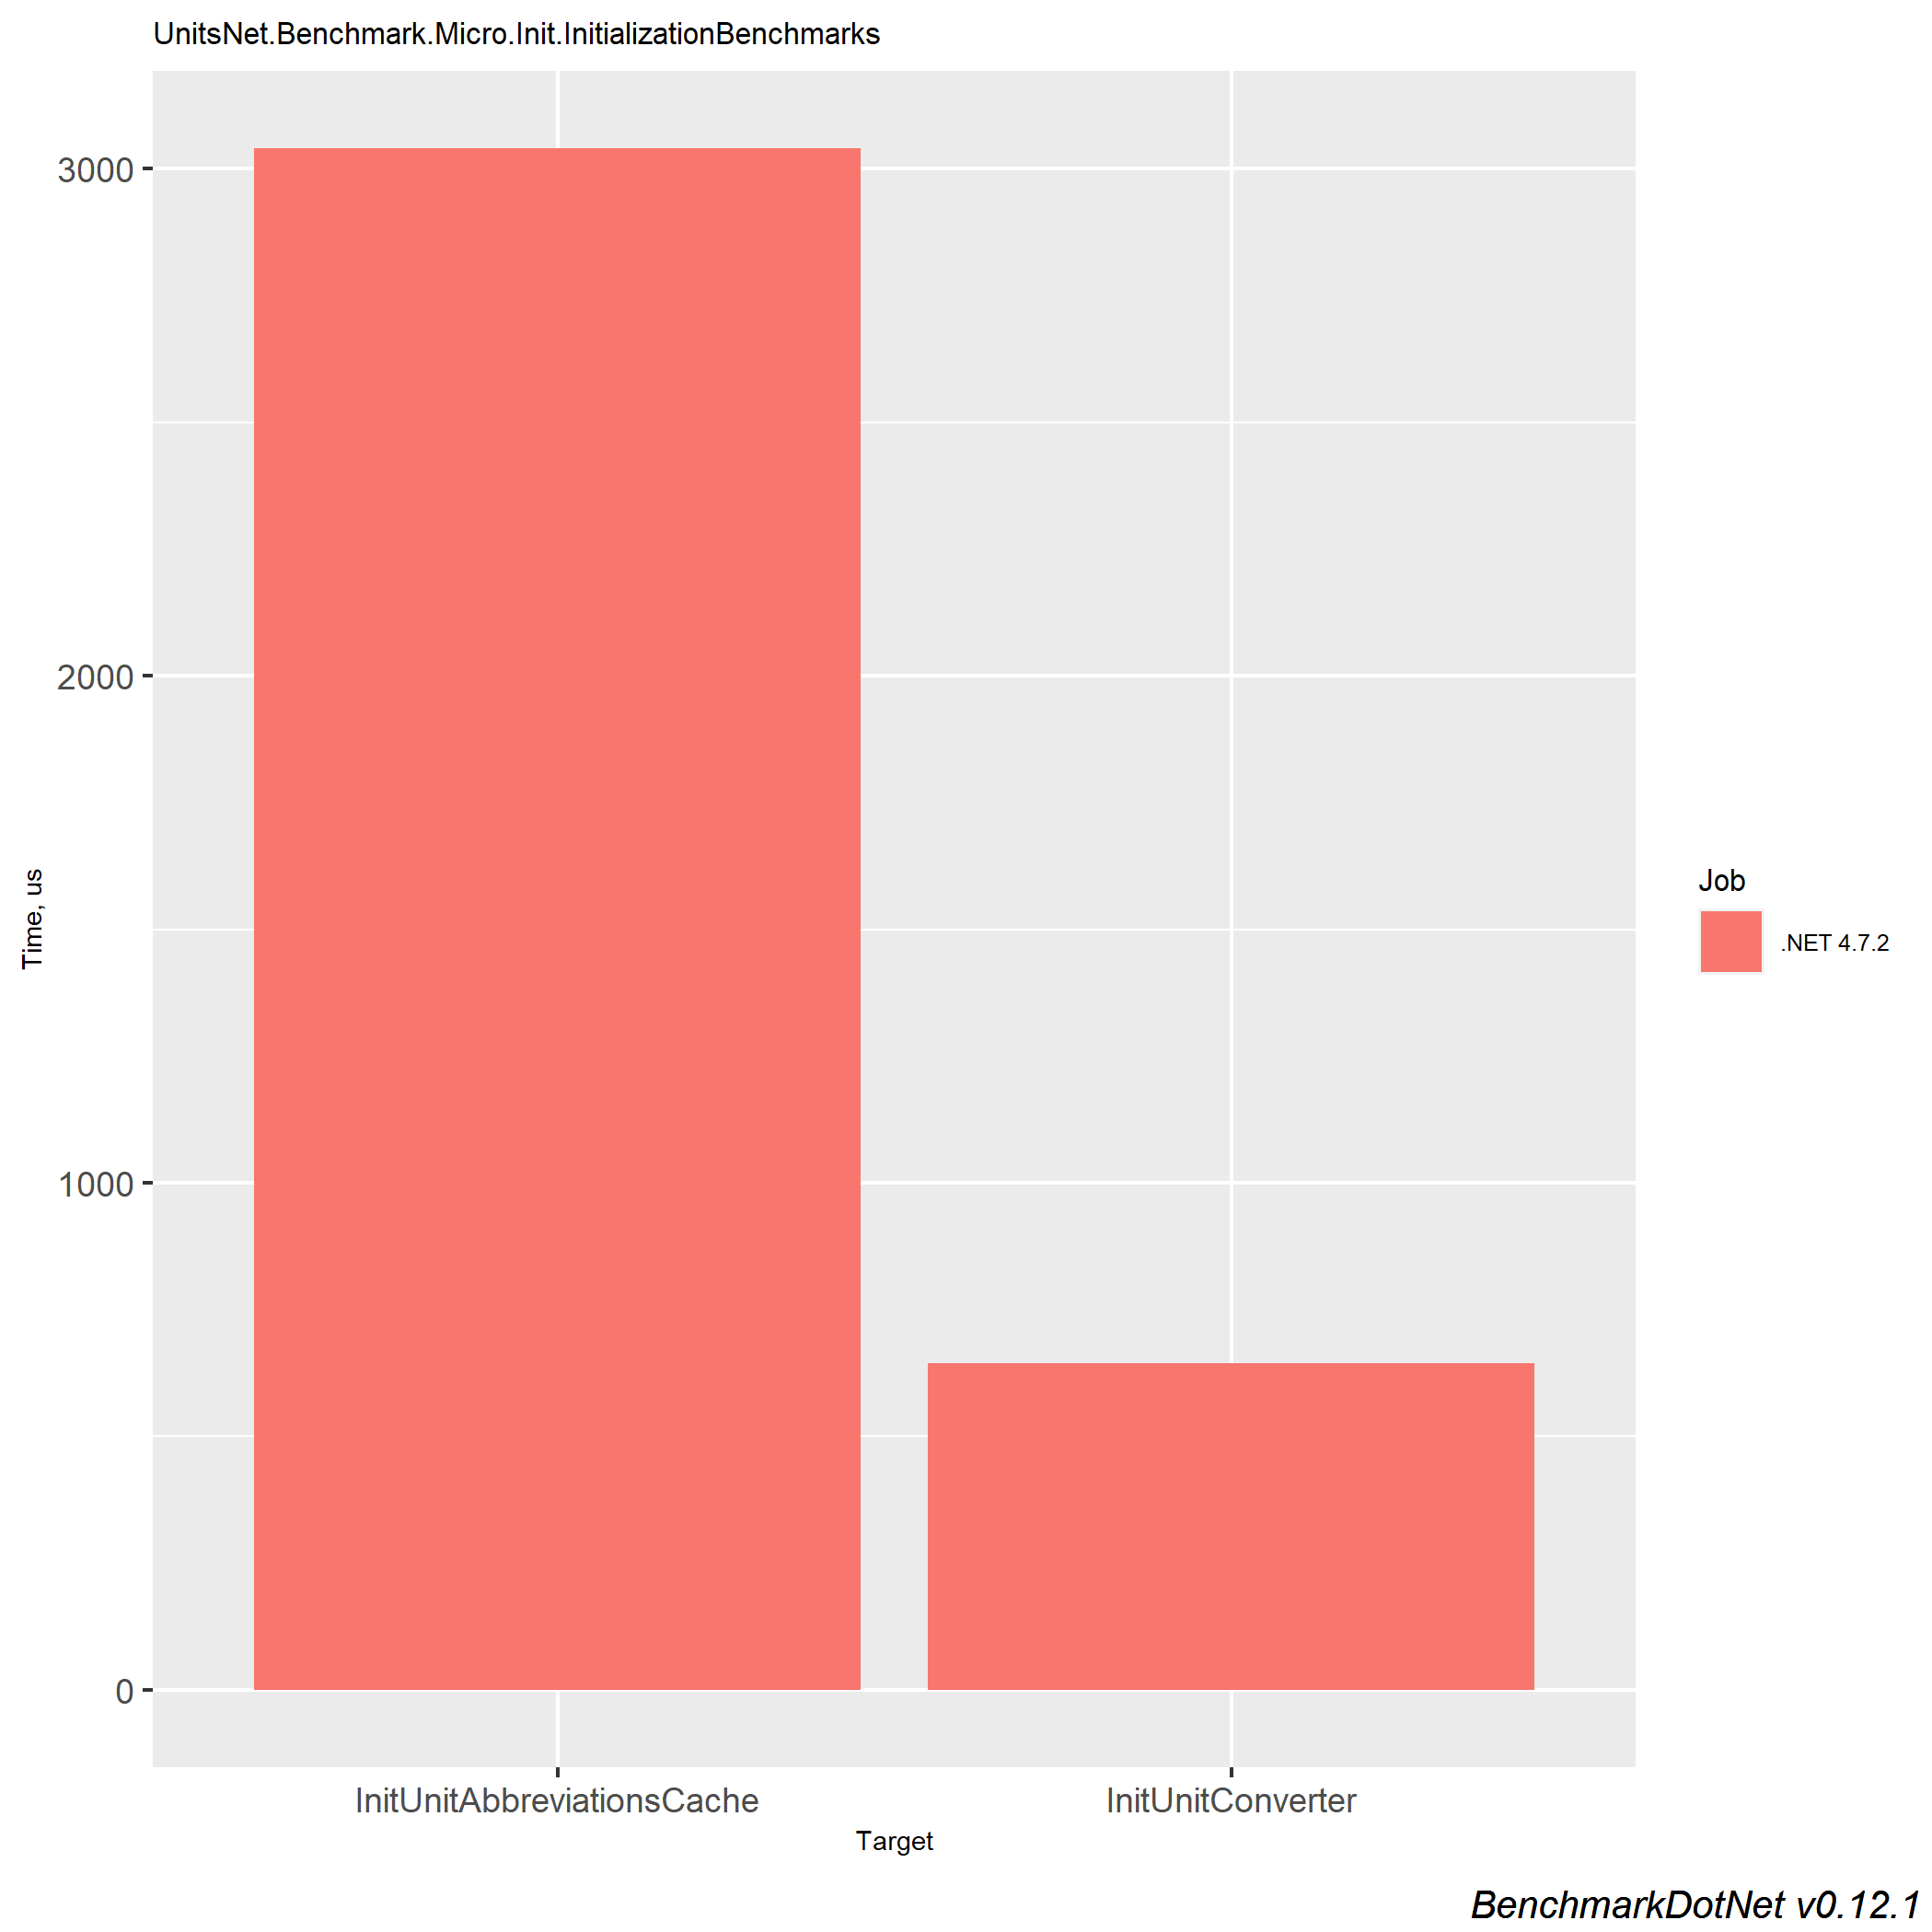 UnitsNet.Benchmark.Micro.Init.InitializationBenchmarks
3000
2000
1000
0
Time, us
InitUnitAbbreviationsCache
InitUnitConverter
Target
Job
.NET 4.7.2
BenchmarkDotNet v0.12.1